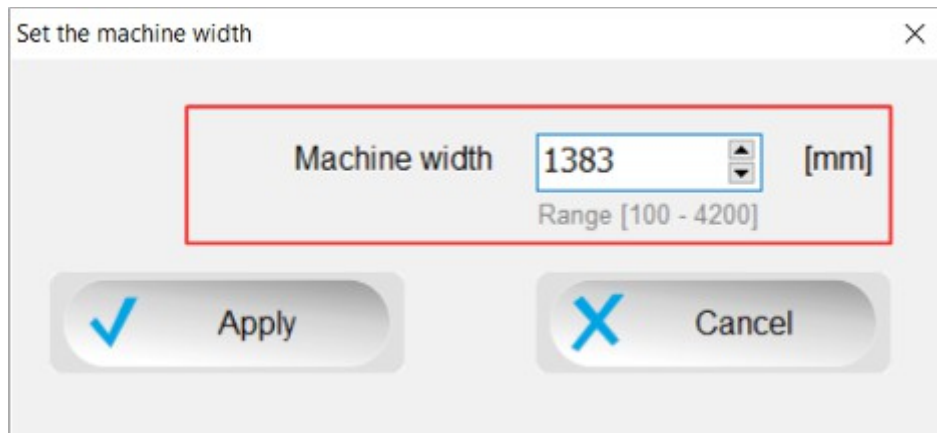 Set the machine width
Machine width 1383 [mm]
Range [100 - 4200]
Apply Cancel